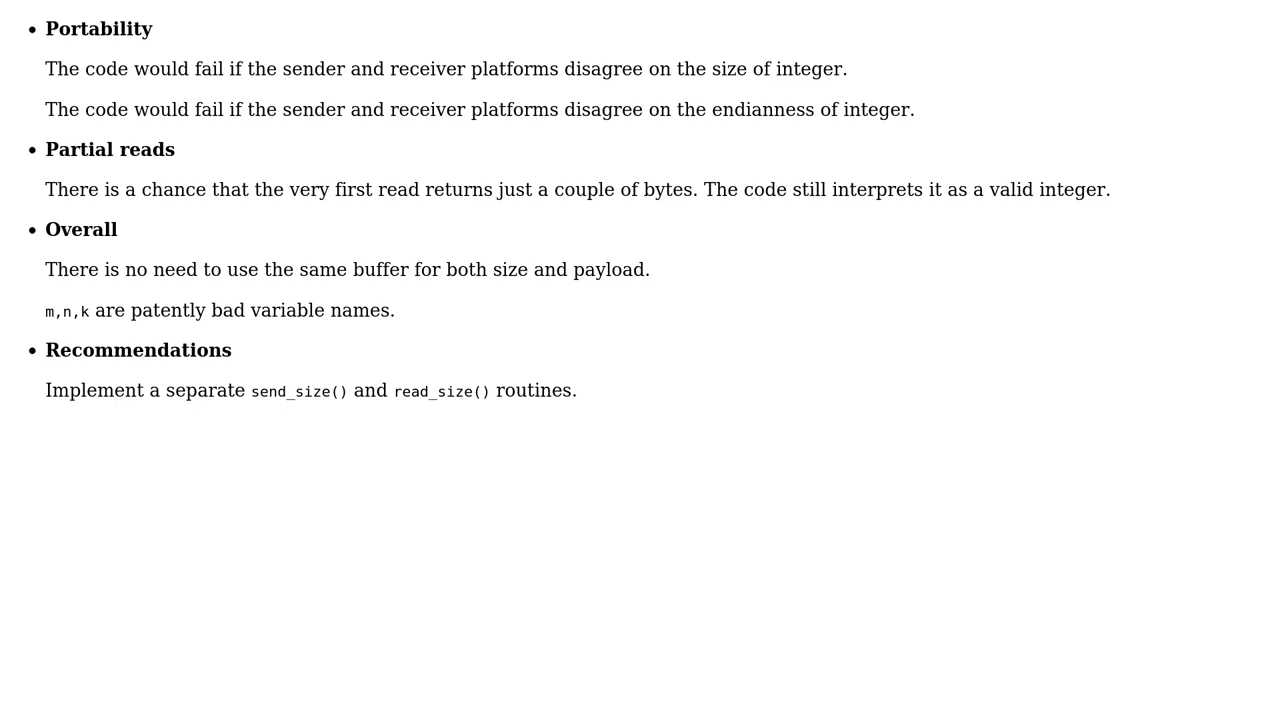 • Portability
The code would fail if the sender and receiver platforms disagree on the size of integer.
The code would fail if the sender and receiver platforms disagree on the endianness of integer.
• Partial reads
There is a chance that the very first read returns just a couple of bytes. The code still interprets it as a valid integer.
• Overall
There is no need to use the same buffer for both size and payload.
m,n,k are patently bad variable names.
• Recommendations
Implement a separate send_size() and read_size() routines.